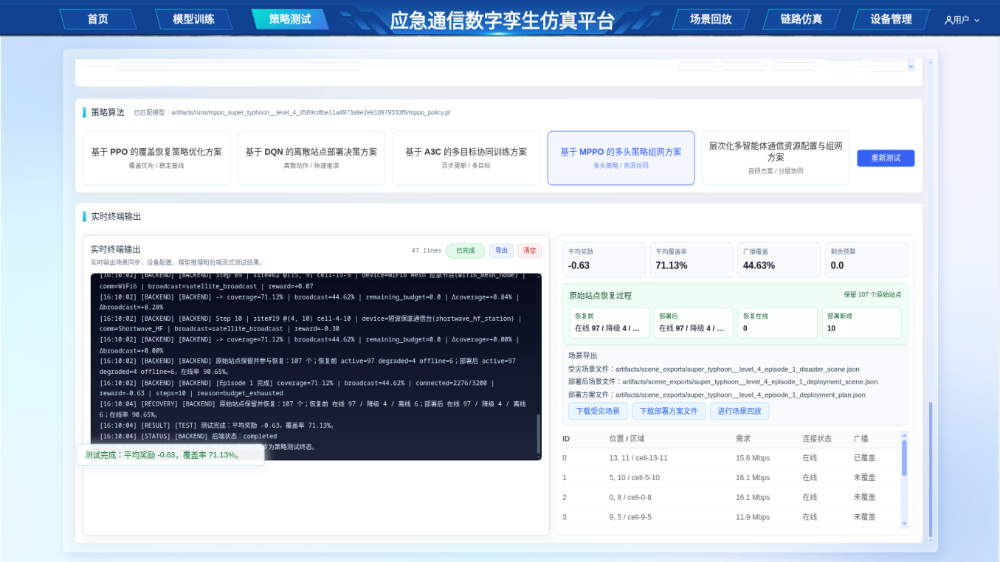 首页
模型训练
策略测试
应急通信数字孪生仿真平台
场景回放
链路仿真
设备管理
用户
策略算法
已匹配模型：artifacts/runs/mppo_super_typhoon__level_4_2589cdfbe11a4973a9e2e910979333f5/mppo_policy.pt
基于 PPO 的覆盖恢复策略优化方案
覆盖优先 / 稳定基线
基于 DQN 的离散站点部署决策方案
离散动作 / 快速推演
基于 A3C 的多目标协同训练方案
异步更新 / 多目标
基于 MPPO 的多头策略组网方案
多头策略 / 资源协同
层次化多智能体通信资源配置与组网
方案
自研方案 / 分层协同
重新测试
实时终端输出
实时终端输出
实时输出场景同步、设备配置、模型推理和后端流式测试结果。
47 lines
已完成
导出
清空
[16:10:02] [BACKEND] [BACKEND] Step 09 | site#62 @(15, 9) cell-15-9 | device=WiFi6 Mesh 应急节点(wifi6_mesh_node) |
comm=WiFi6 | broadcast=satellite_broadcast | reward=+0.07
[16:10:02] [BACKEND] [BACKEND] -> coverage=71.12% | broadcast=44.62% | remaining_budget=0.0 | Δcoverage=+0.84% |
Δbroadcast=+8.28%
[16:10:02] [BACKEND] [BACKEND] Step 10 | site#19 @(4, 10) cell-4-10 | device=短波保底通信台(shortwave_hf_station) |
comm=Shortwave_HF | broadcast=satellite_broadcast | reward=-0.30
[16:10:02] [BACKEND] [BACKEND] -> coverage=71.12% | broadcast=44.62% | remaining_budget=0.0 | Δcoverage=+0.00% |
Δbroadcast=+0.00%
[16:10:02] [BACKEND] [BACKEND] 原始站点保留并参与恢复：107 个；恢复前 active=97 degraded=4 offline=6；部署后 active=97
degraded=4 offline=6，在线率 90.65%。
[16:10:02] [BACKEND] [BACKEND] [Episode 1 完成] coverage=71.12% | broadcast=44.62% | connected=2276/3200 |
reward=-0.63 | steps=10 | reason=budget_exhausted
[16:10:04] [RECOVERY] [BACKEND] 原始站点保留并恢复：107 个；恢复前 在线 97 / 降级 4 / 离线 6；部署后 在线 97 / 降级 4 / 离线
6；在线率 90.65%。
[16:10:04] [RESULT] [TEST] 测试完成：平均奖励 -0.63，覆盖率 71.13%。
[16:10:04] [STATUS] [BACKEND] 后端状态：completed
步为策略测试终态。
测试完成：平均奖励 -0.63，覆盖率 71.13%。
平均奖励
-0.63
平均覆盖率
71.13%
广播覆盖
44.63%
剩余预算
0.0
原始站点恢复过程
保留 107 个原始站点
恢复前
在线 97 / 降级 4 / ...
部署后
在线 97 / 降级 4 / ...
恢复在线
0
部署新增
10
场景导出
受灾场景文件：artifacts/scene_exports/super_typhoon__level_4_episode_1_disaster_scene.json
部署后场景文件：artifacts/scene_exports/super_typhoon__level_4_episode_1_deployment_scene.json
部署方案文件：artifacts/scene_exports/super_typhoon__level_4_episode_1_deployment_plan.json
下载受灾场景
下载部署方案文件
进行场景回放
ID 位置 / 区域 需求 连接状态 广播
0 13, 11 / cell-13-11 15.6 Mbps 在线 已覆盖
1 5, 10 / cell-5-10 16.1 Mbps 在线 未覆盖
2 0, 8 / cell-0-8 16.1 Mbps 在线 未覆盖
3 9, 5 / cell-9-5 11.9 Mbps 在线 未覆盖